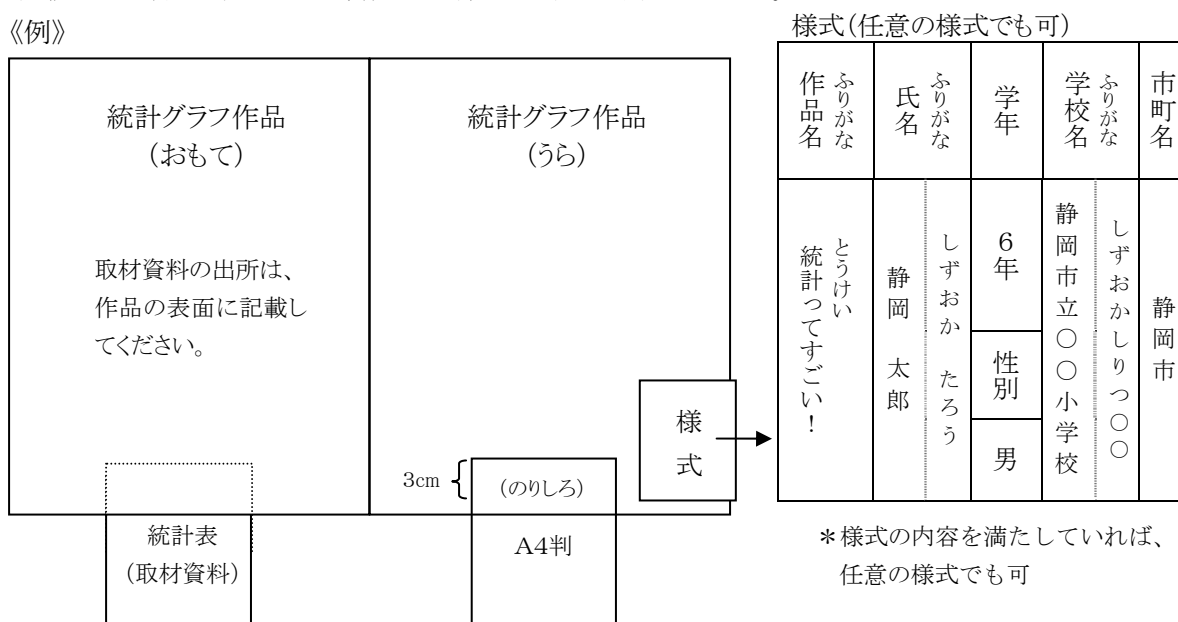 《例》
様式(任意の様式でも可)
統計グラフ作品
(おもて)
取材資料の出所は、
作品の表面に記載し
てください。
統計グラフ作品
(うら)
様式
3cm
(のりしろ)
統計表
(取材資料)
A4判
市町名
静岡市
ふりがな
学校名
しずおかしりつ○○
静岡市立○○小学校
学年
6年
性別
男
ふりがな
氏名
しずおか たろう
静岡 太郎
ふりがな
作品名
とうけい
統計ってすごい!
*様式の内容を満たしていれば、
任意の様式でも可